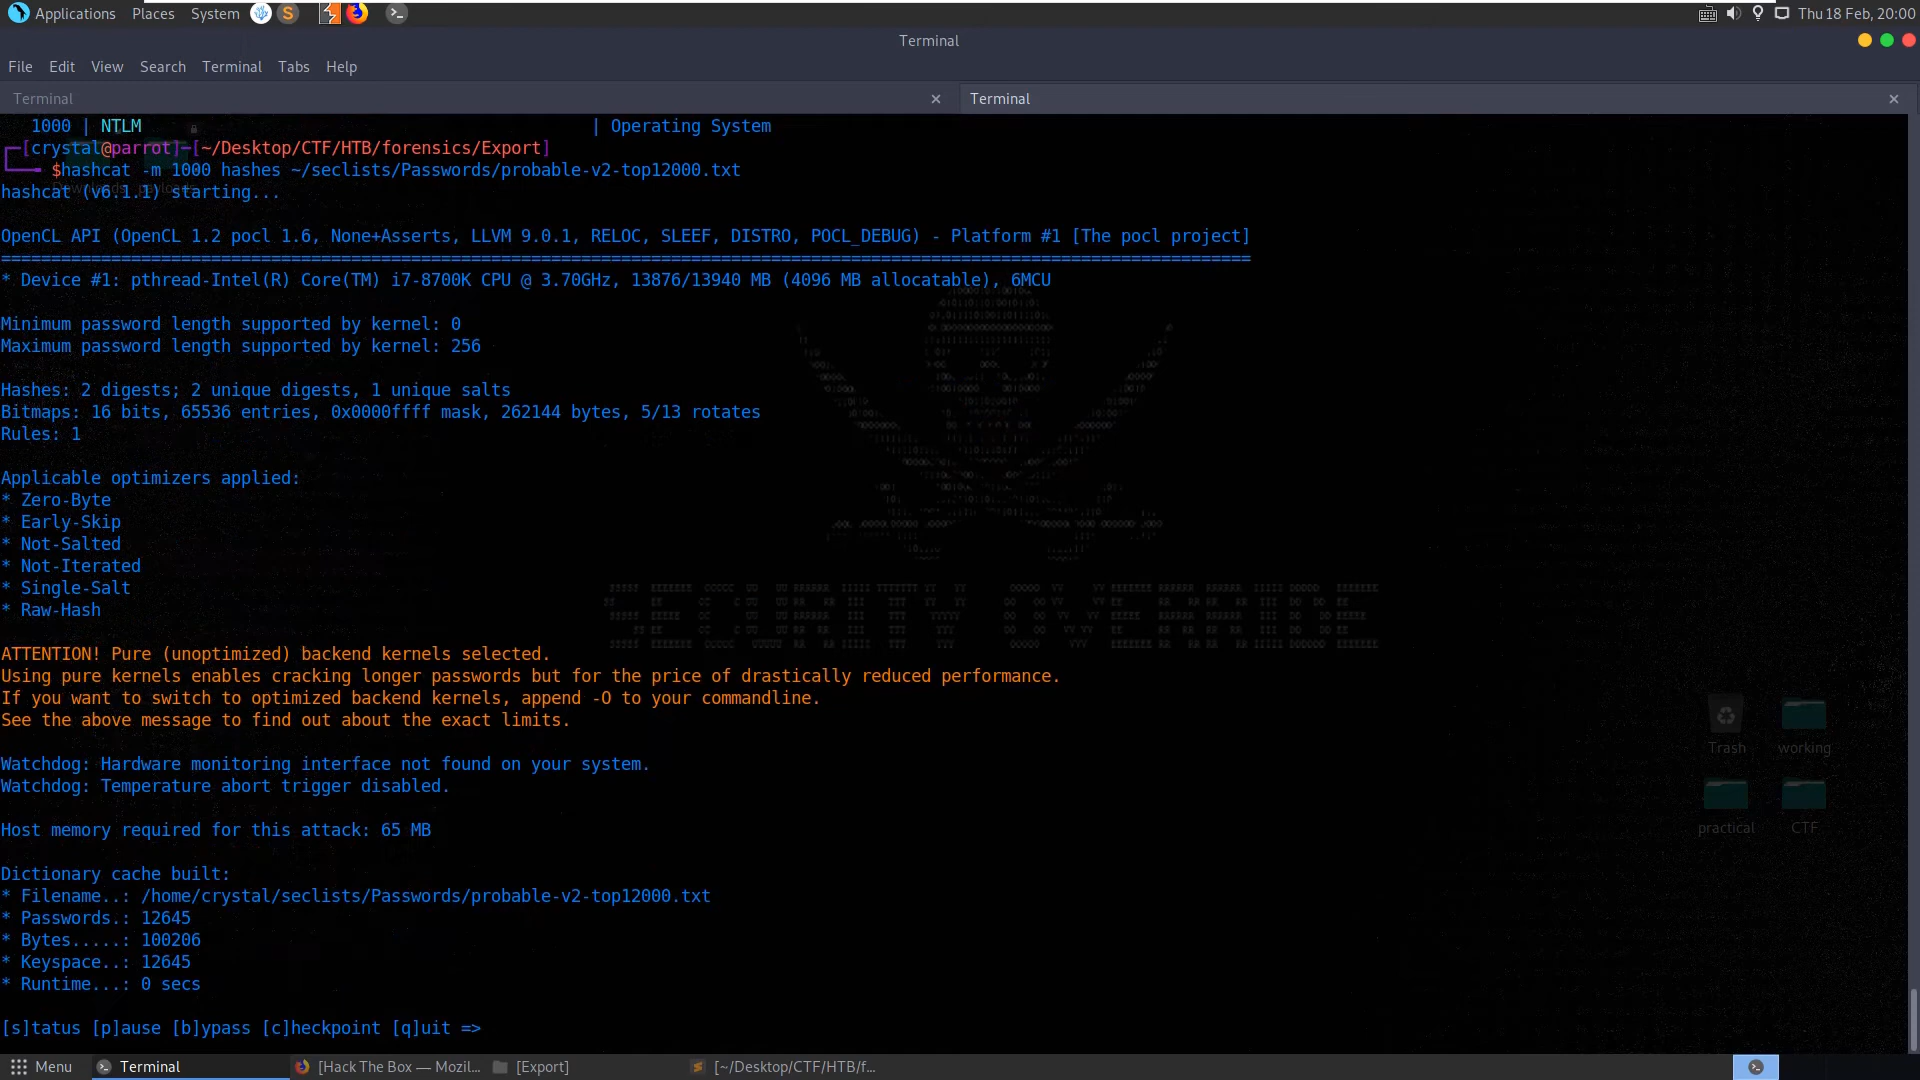 Applications Places System Thu 18 Feb, 20:00
Terminal
File Edit View Search Terminal Tabs Help
Terminal × Terminal ×
1000 | NTLM | Operating System
┌─[crystal@parrot]─[~/Desktop/CTF/HTB/forensics/Export]
└──╼ $hashcat -m 1000 hashes ~/seclists/Passwords/probable-v2-top12000.txt
hashcat (v6.1.1) starting...
OpenCL API (OpenCL 1.2 pocl 1.6, None+Asserts, LLVM 9.0.1, RELOC, SLEEF, DISTRO, POCL_DEBUG) - Platform #1 [The pocl project]
=============================================================================================================================
* Device #1: pthread-Intel(R) Core(TM) i7-8700K CPU @ 3.70GHz, 13876/13940 MB (4096 MB allocatable), 6MCU
Minimum password length supported by kernel: 0
Maximum password length supported by kernel: 256
Hashes: 2 digests; 2 unique digests, 1 unique salts
Bitmaps: 16 bits, 65536 entries, 0x0000ffff mask, 262144 bytes, 5/13 rotates
Rules: 1
Applicable optimizers applied:
* Zero-Byte
* Early-Skip
* Not-Salted
* Not-Iterated
* Single-Salt
* Raw-Hash
ATTENTION! Pure (unoptimized) backend kernels selected.
Using pure kernels enables cracking longer passwords but for the price of drastically reduced performance.
If you want to switch to optimized backend kernels, append -O to your commandline.
See the above message to find out about the exact limits.
Watchdog: Hardware monitoring interface not found on your system.
Watchdog: Temperature abort trigger disabled.
Host memory required for this attack: 65 MB
Dictionary cache built:
* Filename..: /home/crystal/seclists/Passwords/probable-v2-top12000.txt
* Passwords.: 12645
* Bytes.....: 100206
* Keyspace..: 12645
* Runtime...: 0 secs
[s]tatus [p]ause [b]ypass [c]heckpoint [q]uit =>
SECURITY OVERRIDE
Trash working
practical CTF
Menu Terminal [Hack The Box — Mozil... [Export] [~/Desktop/CTF/HTB/f...